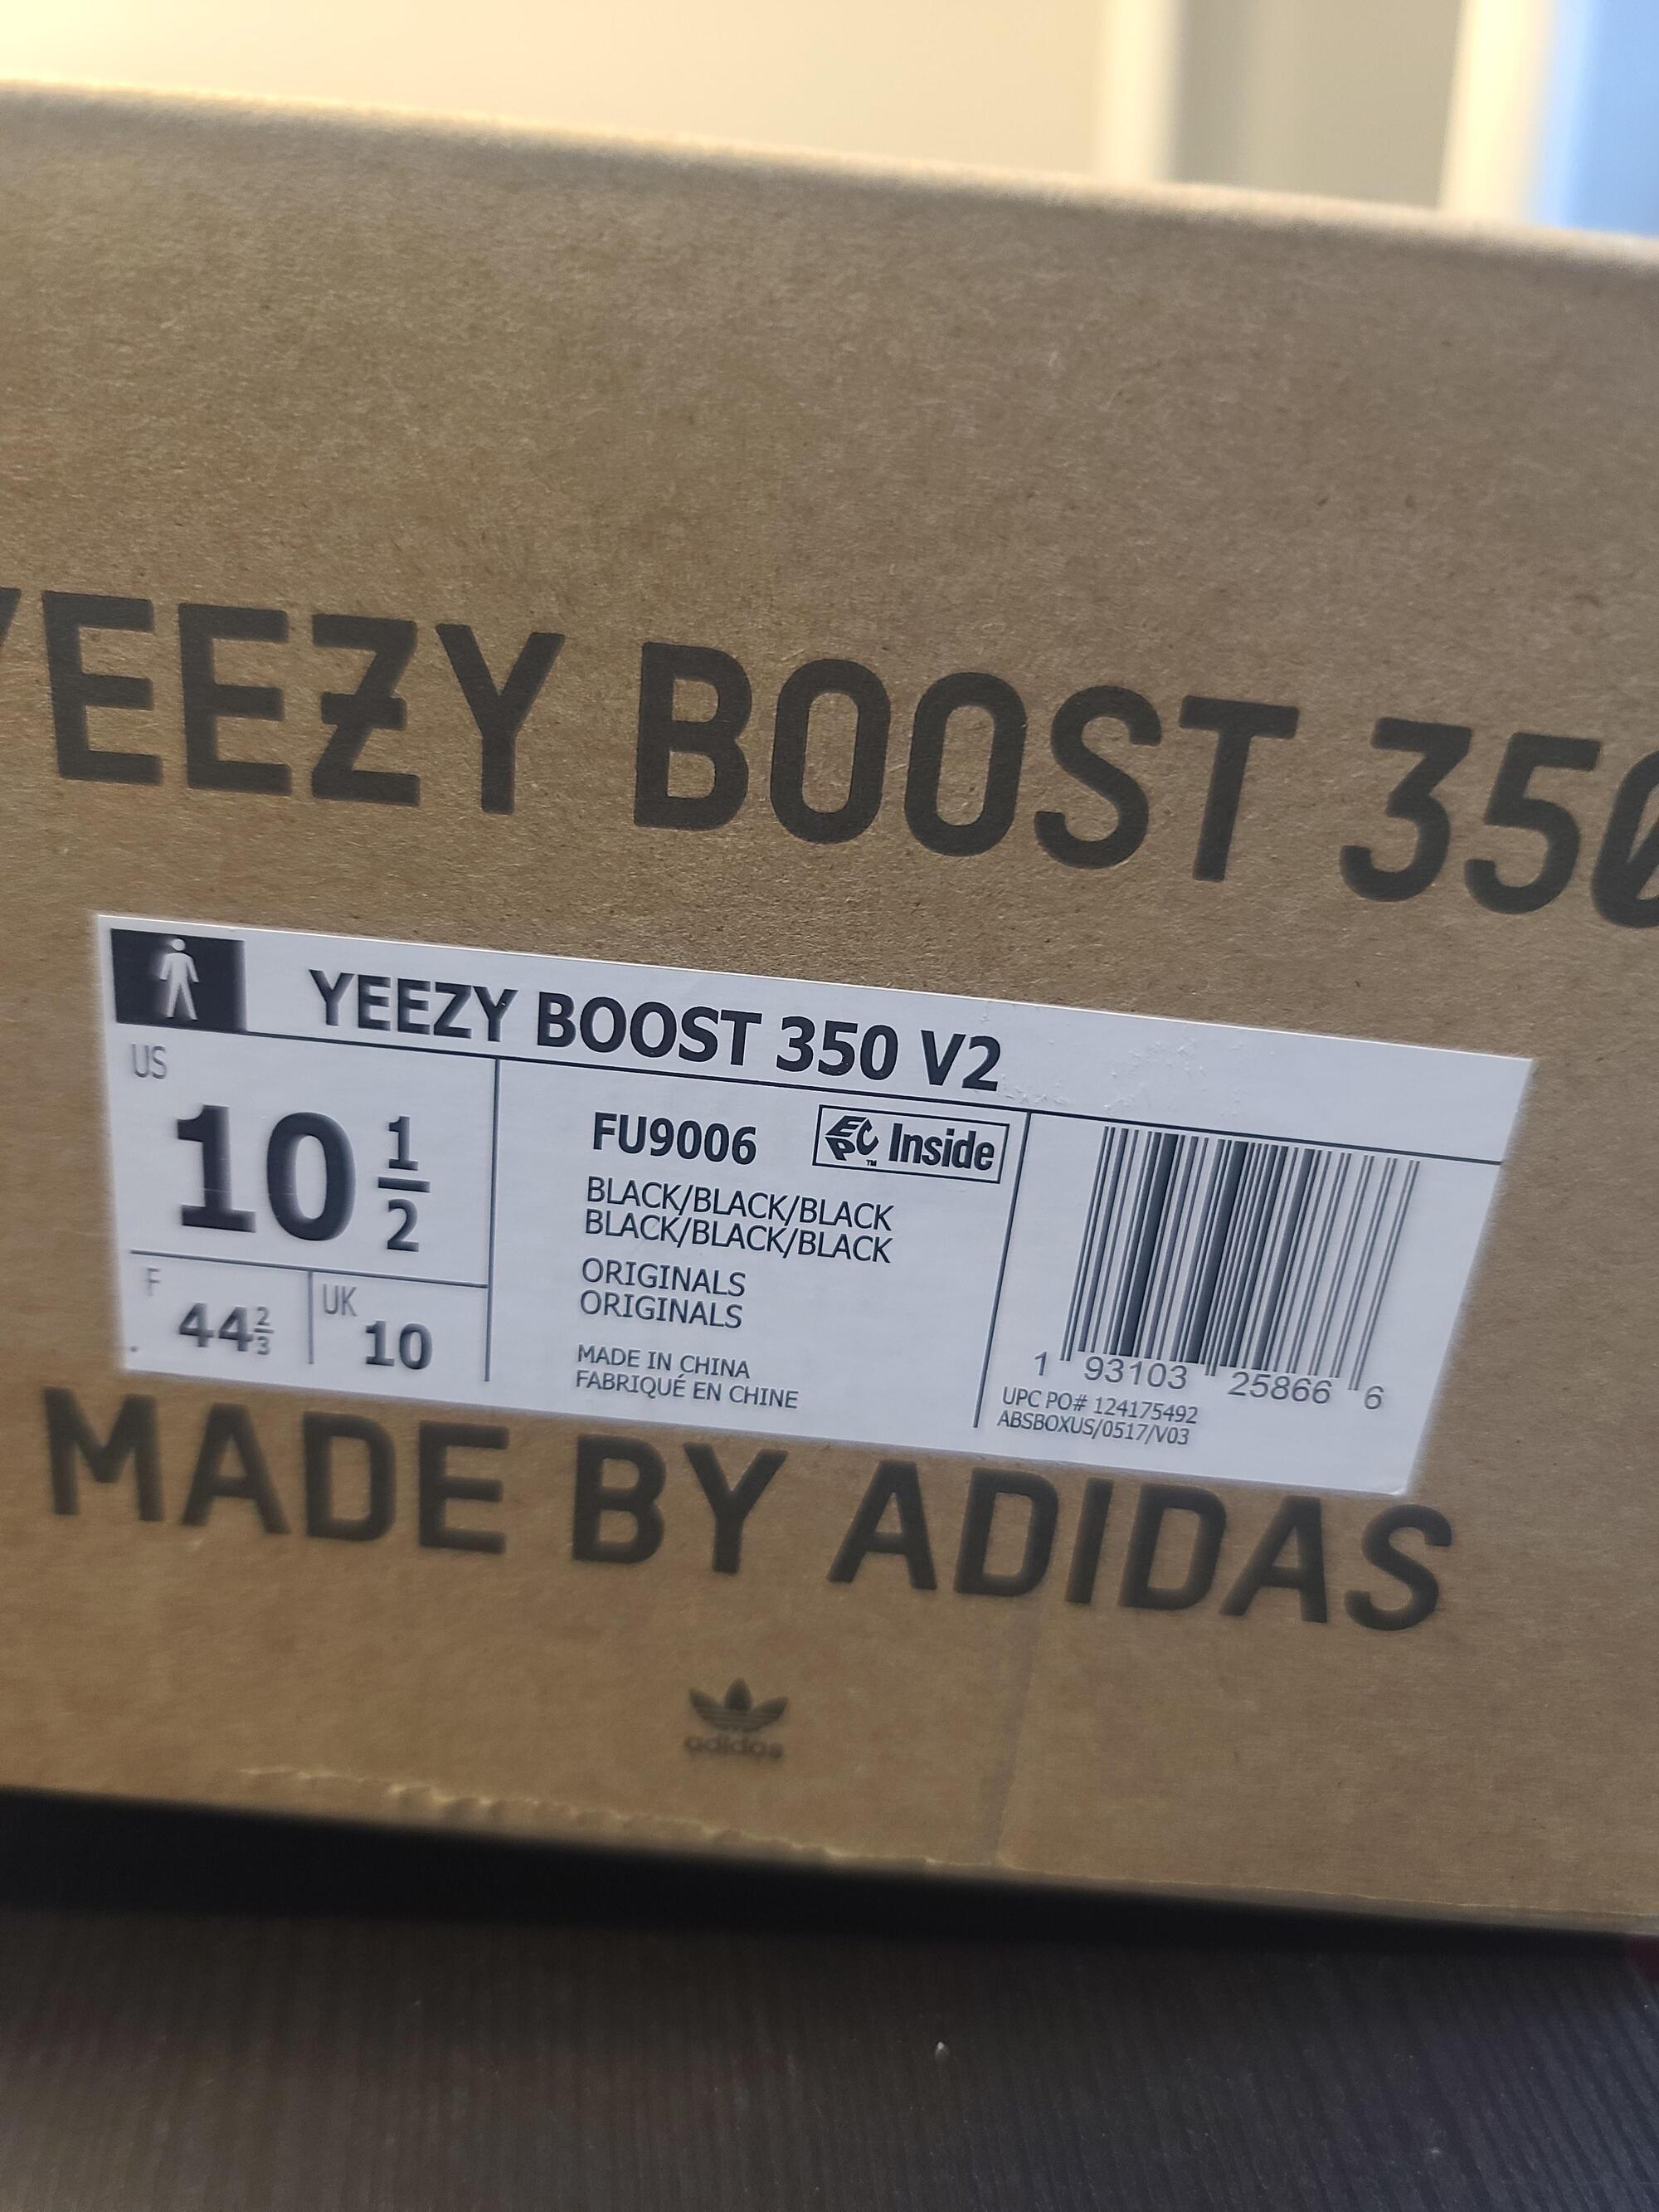 YEEZY BOOST 350
YEEZY BOOST 350 V2
US
10 1/2
F
44 2/3
UK
10
FU9006
EPC™ Inside
BLACK/BLACK/BLACK
BLACK/BLACK/BLACK
ORIGINALS
ORIGINALS
MADE IN CHINA
FABRIQUÉ EN CHINE
1 93103 25866 6
UPC PO# 124175492
ABSBOXUS/0517/V03
MADE BY ADIDAS
adidas